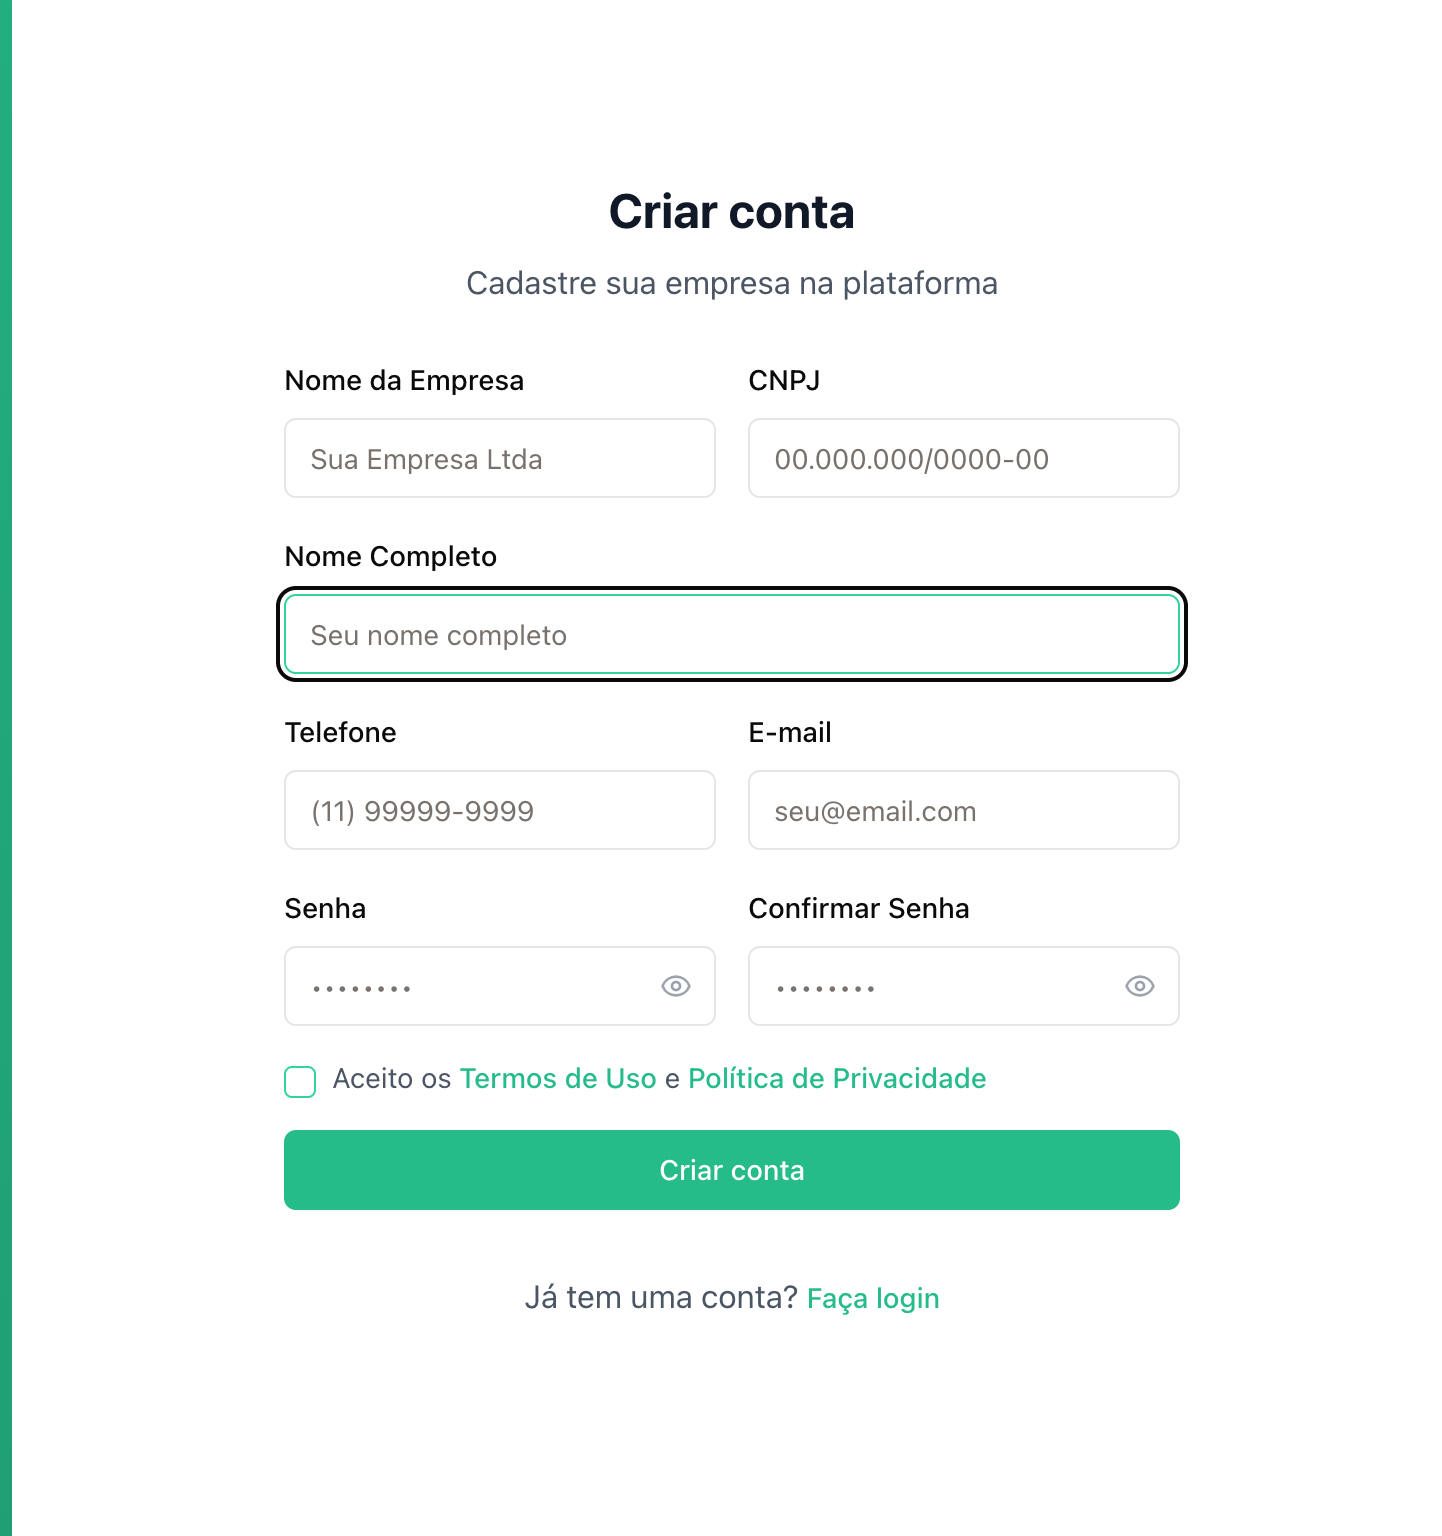 Criar conta
Cadastre sua empresa na plataforma
Nome da Empresa
CNPJ
Sua Empresa Ltda
00.000.000/0000-00
Nome Completo
Seu nome completo
Telefone
E-mail
(11) 99999-9999
seu@email.com
Senha
Confirmar Senha
••••••••
••••••••
Aceito os Termos de Uso e Política de Privacidade
Criar conta
Já tem uma conta? Faça login